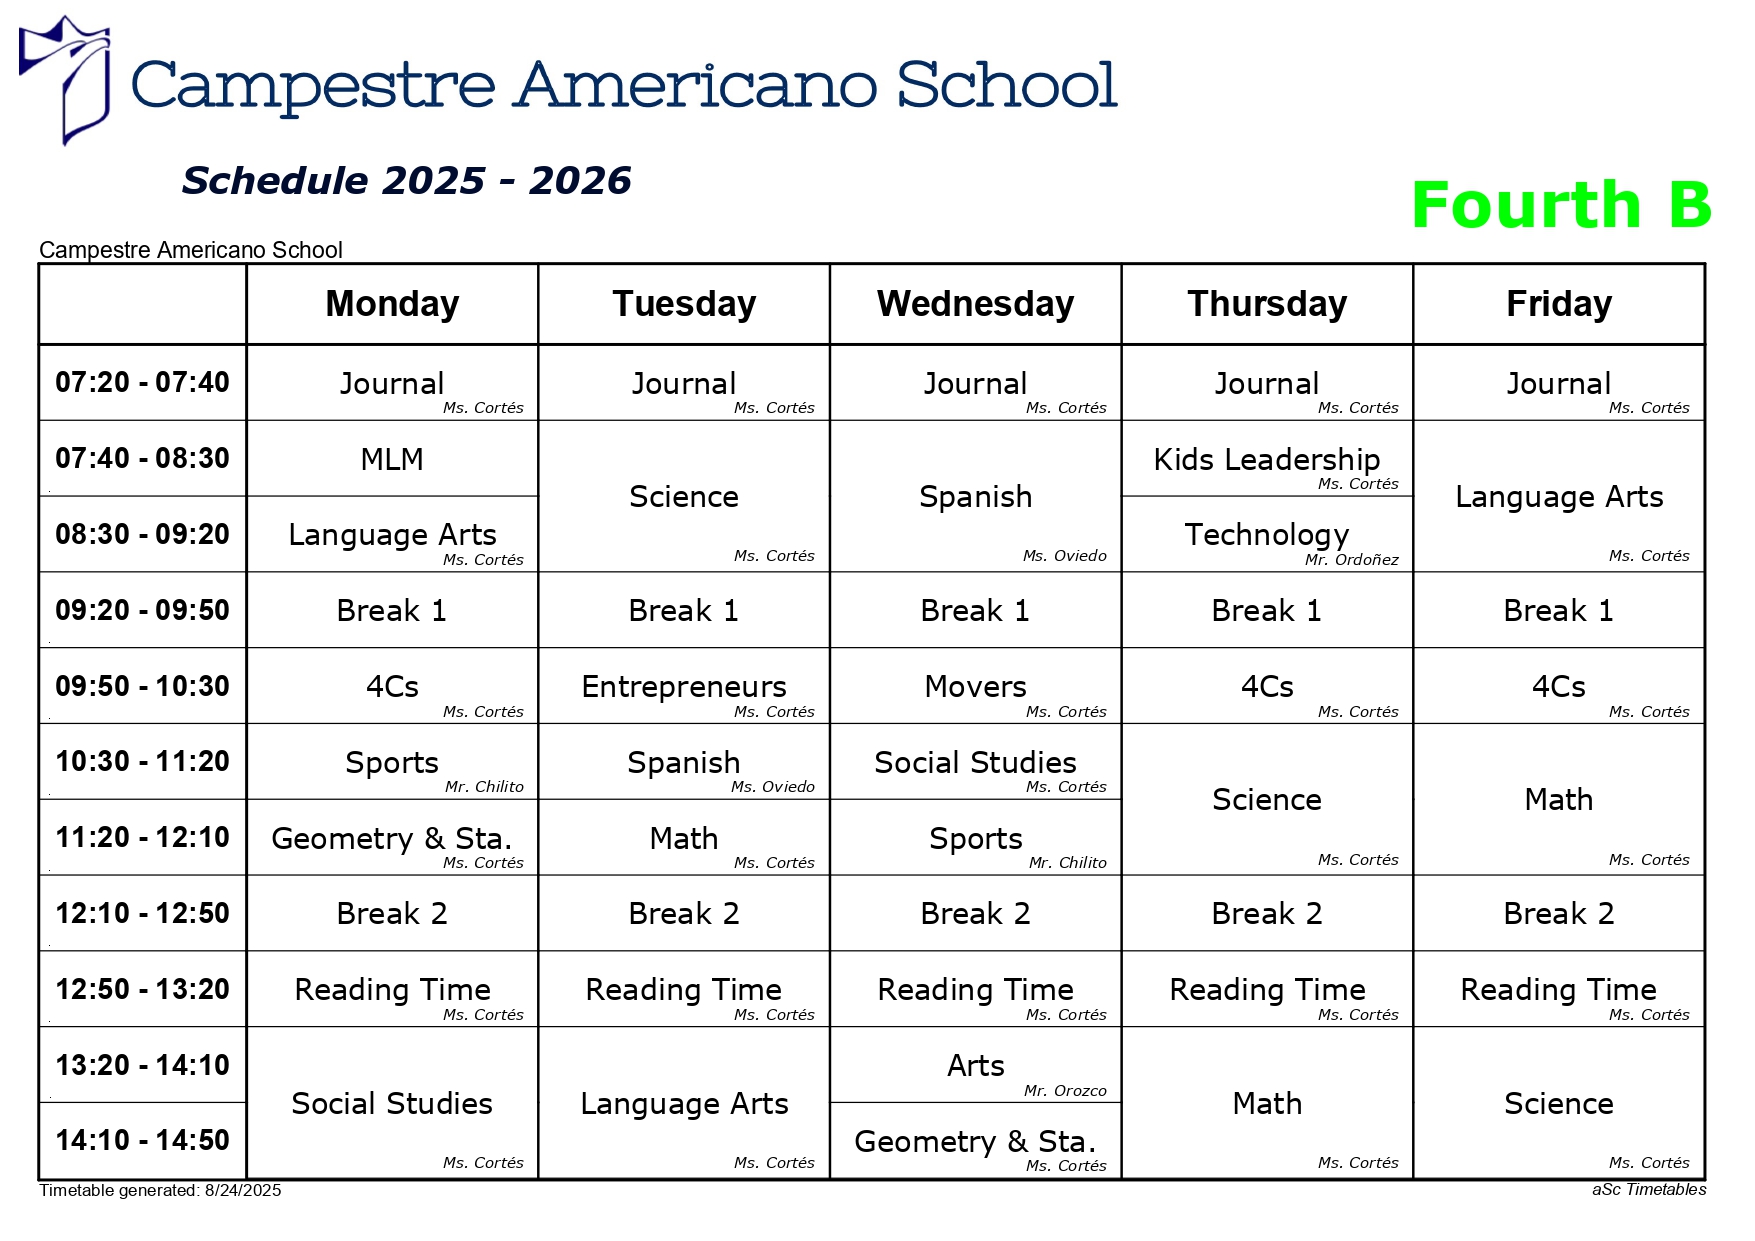 Campestre Americano School
Schedule 2025 - 2026
Fourth B
Campestre Americano School
Monday Tuesday Wednesday Thursday Friday
07:20 - 07:40 Journal Journal Journal Journal Journal
Ms. Cortés Ms. Cortés Ms. Cortés Ms. Cortés Ms. Cortés
07:40 - 08:30 MLM Kids Leadership
Ms. Cortés
Science Spanish Language Arts
08:30 - 09:20 Language Arts Technology
Ms. Cortés Ms. Cortés Ms. Oviedo Mr. Ordoñez Ms. Cortés
09:20 - 09:50 Break 1 Break 1 Break 1 Break 1 Break 1
09:50 - 10:30 4Cs Entrepreneurs Movers 4Cs 4Cs
Ms. Cortés Ms. Cortés Ms. Cortés Ms. Cortés Ms. Cortés
10:30 - 11:20 Sports Spanish Social Studies
Mr. Chilito Ms. Oviedo Ms. Cortés
Science Math
11:20 - 12:10 Geometry & Sta. Math Sports
Ms. Cortés Ms. Cortés Mr. Chilito Ms. Cortés Ms. Cortés
12:10 - 12:50 Break 2 Break 2 Break 2 Break 2 Break 2
12:50 - 13:20 Reading Time Reading Time Reading Time Reading Time Reading Time
Ms. Cortés Ms. Cortés Ms. Cortés Ms. Cortés Ms. Cortés
13:20 - 14:10 Arts
Mr. Orozco
Social Studies Language Arts Math Science
14:10 - 14:50 Geometry & Sta.
Ms. Cortés Ms. Cortés Ms. Cortés Ms. Cortés Ms. Cortés
Timetable generated: 8/24/2025 aSc Timetables